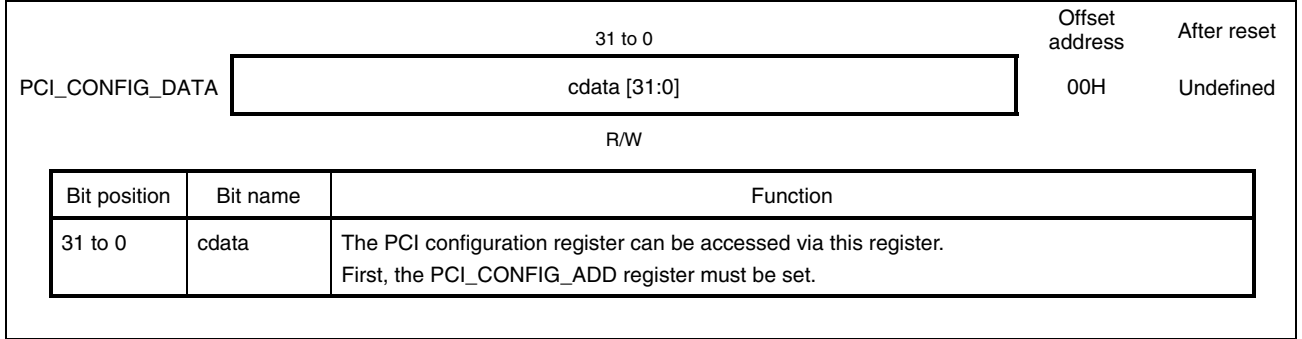 31 to 0
Offset address
After reset
PCI_CONFIG_DATA
cdata [31:0]
00H
Undefined
R/W
Bit position Bit name Function
31 to 0 cdata The PCI configuration register can be accessed via this register.
First, the PCI_CONFIG_ADD register must be set.